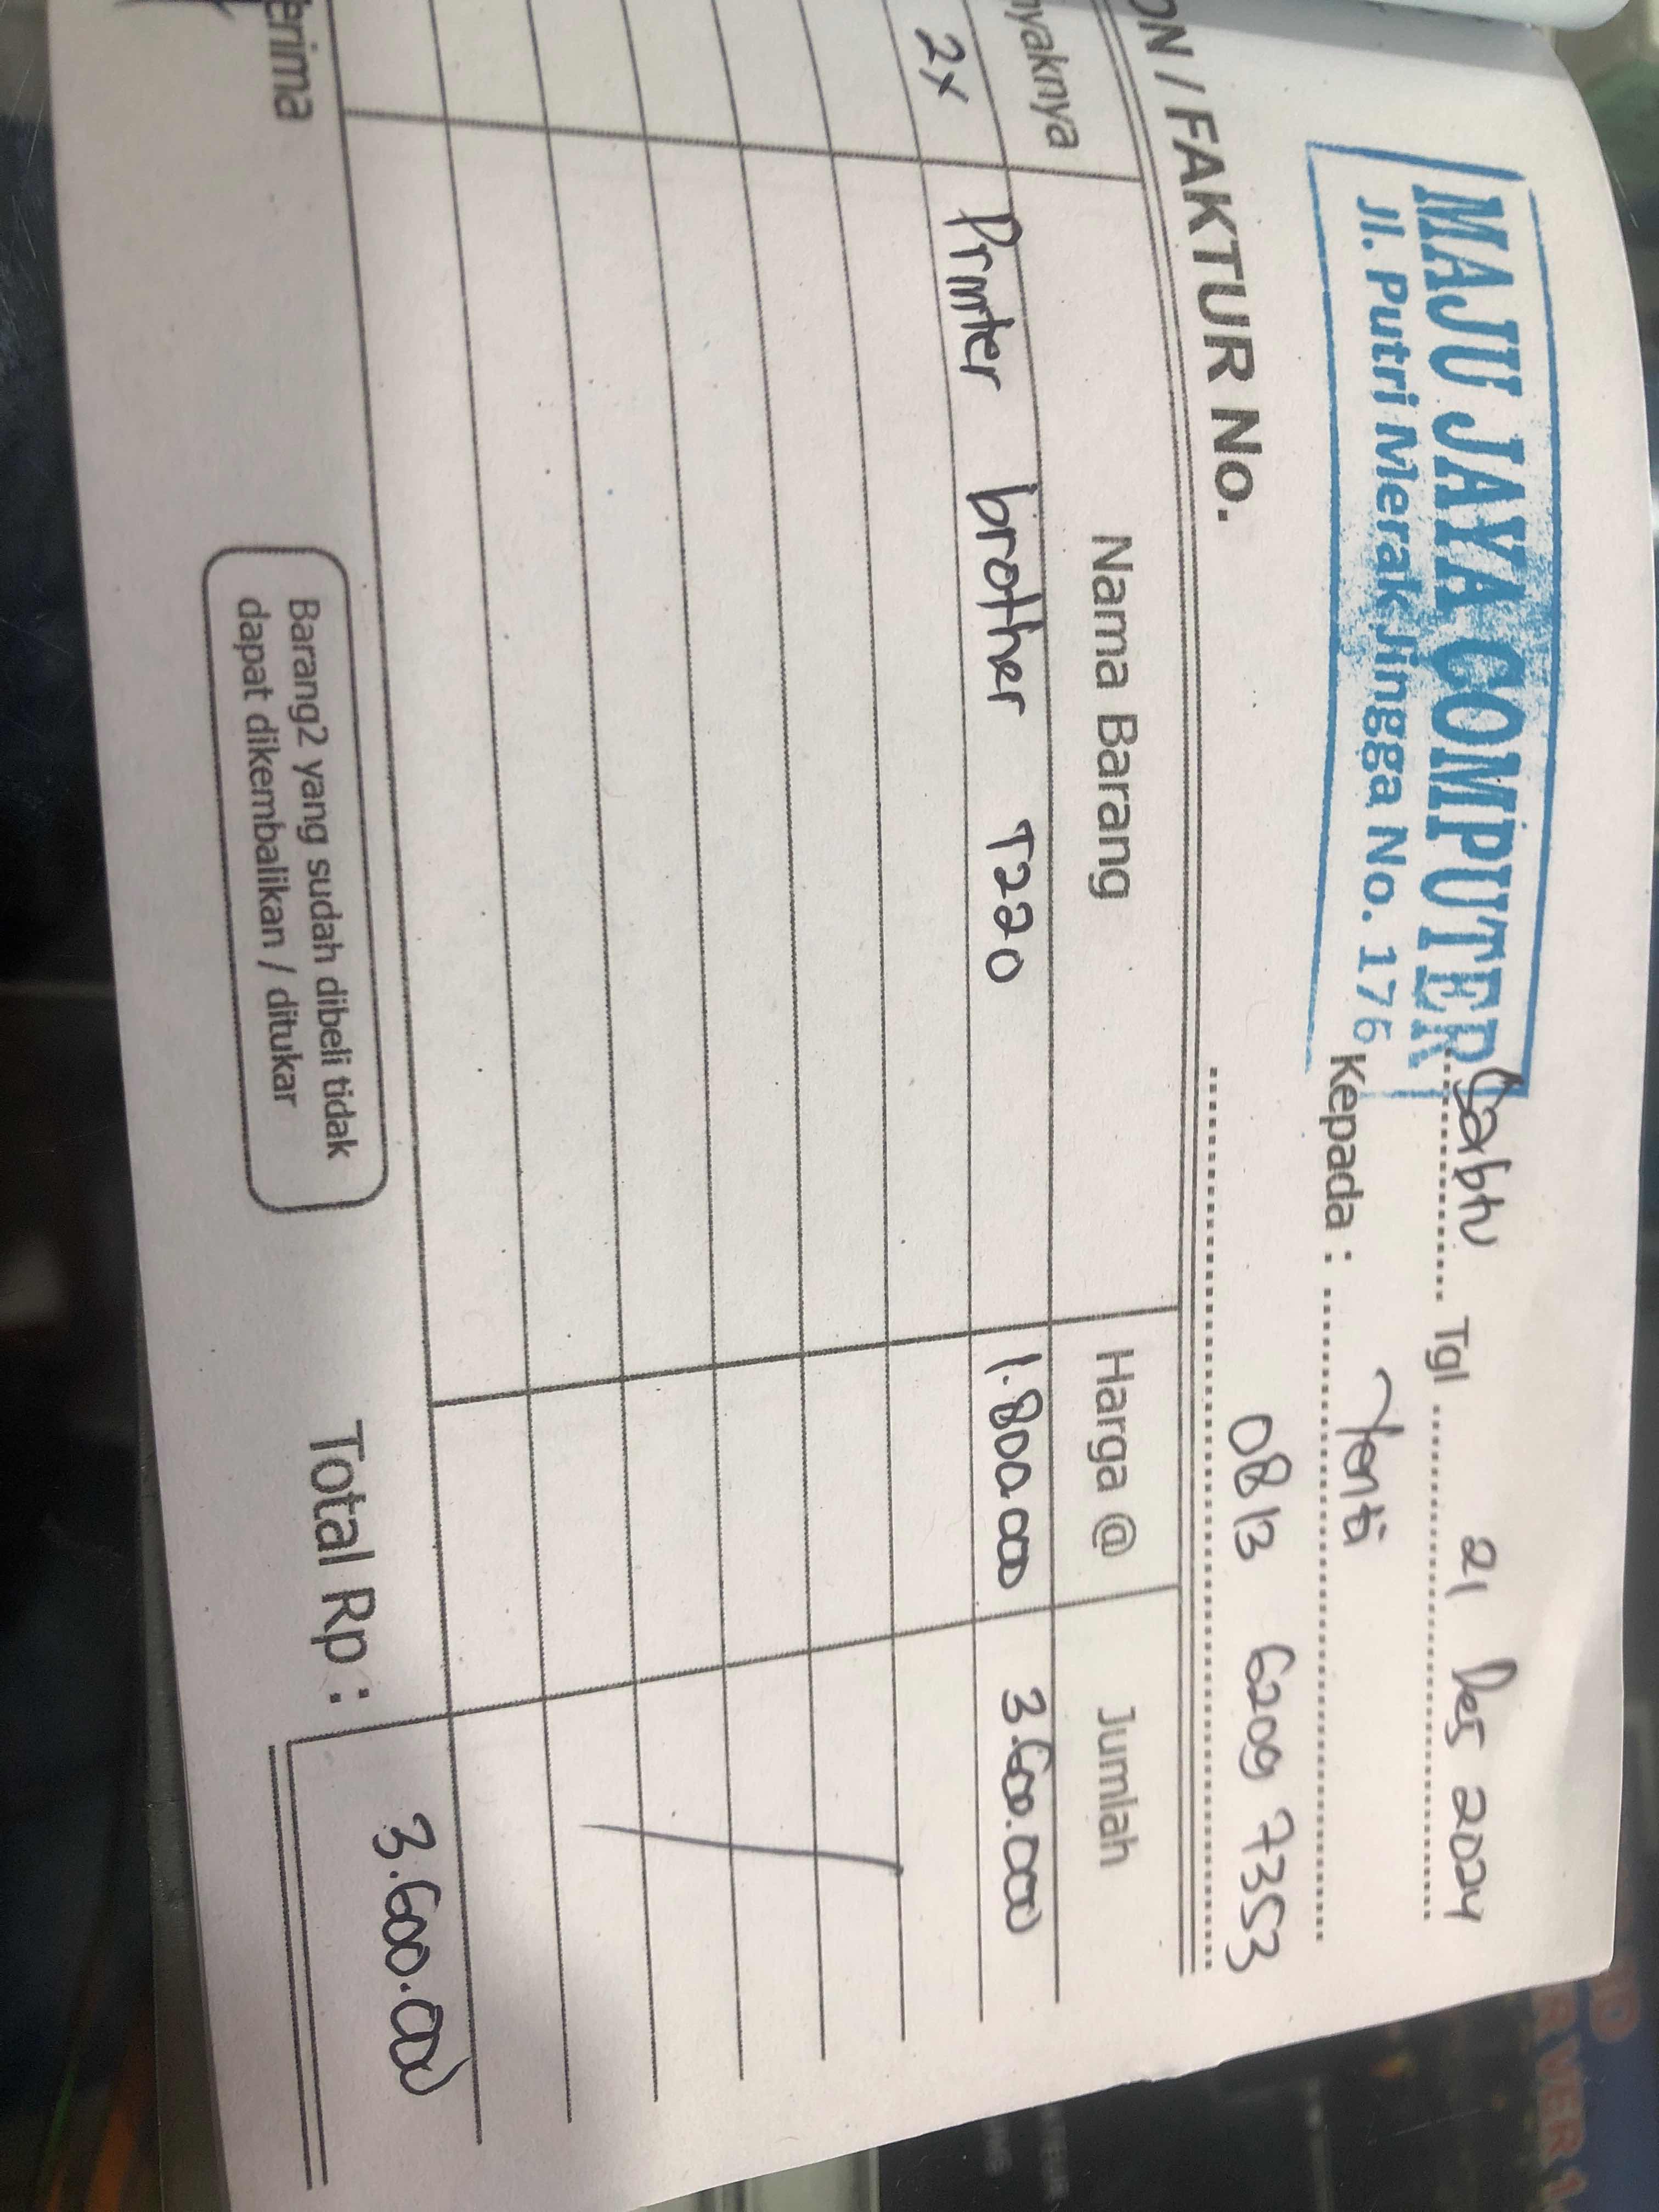 MAJU JAYA COMPUTER
Jl. Putri Merak Jingga No. 176
Sabtu Tgl 21 Des 2024
Kepada : Yenti
0813 6209 7353
ON / FAKTUR No.
nyaknya Nama Barang Harga @ Jumlah
2x Printer brother T220 1.800.000 3.600.000
erima
Barang2 yang sudah dibeli tidak
dapat dikembalikan / ditukar
Total Rp : 3.600.000